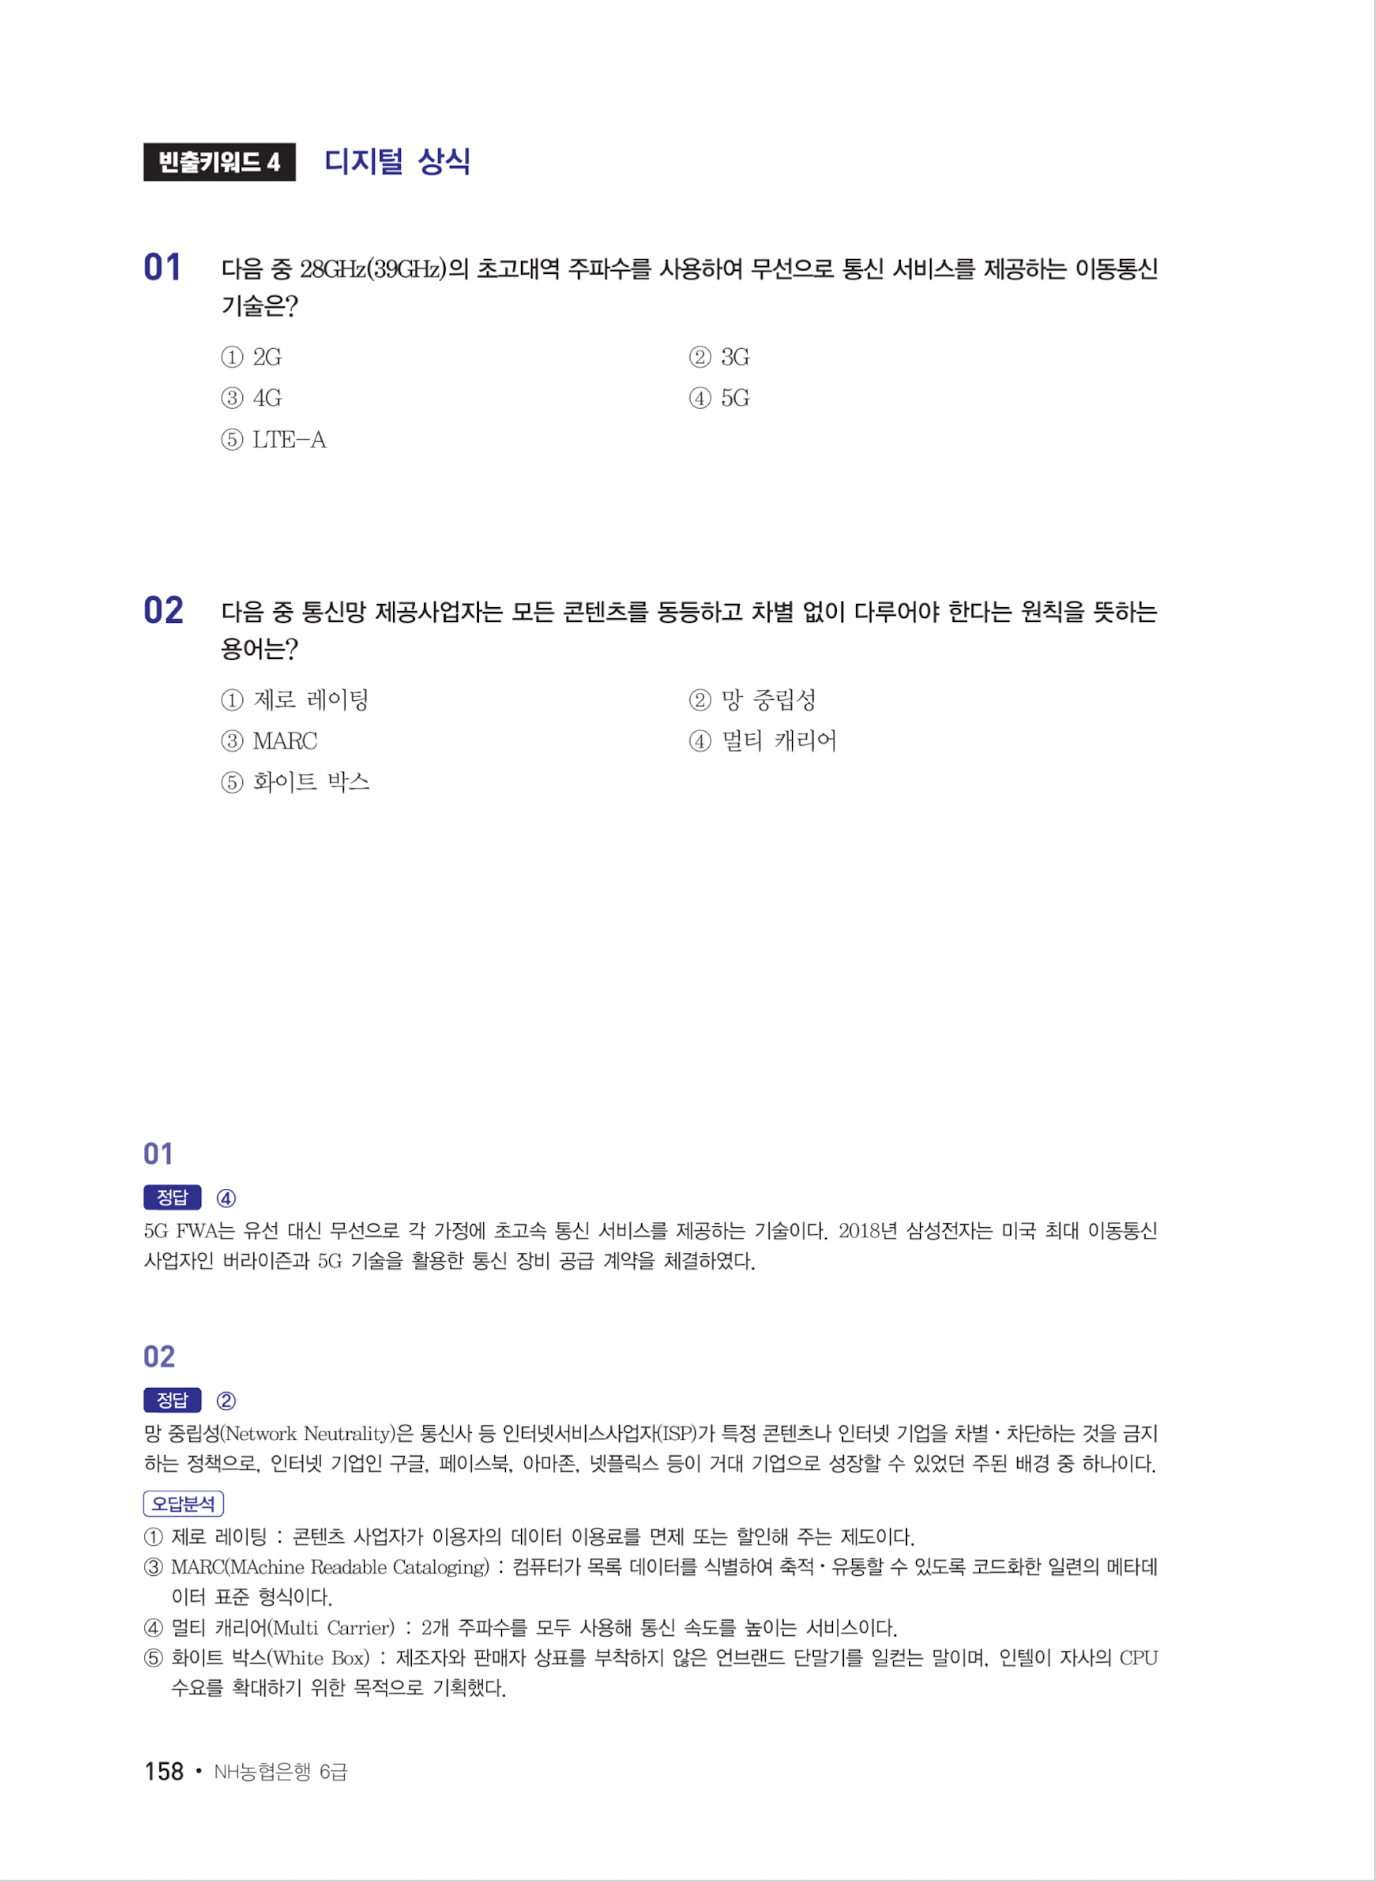 빈출키워드 4 디지털 상식
01 다음 중 28GHz(39GHz)의 초고대역 주파수를 사용하여 무선으로 통신 서비스를 제공하는 이동통신
기술은?
① 2G ② 3G
③ 4G ④ 5G
⑤ LTE-A
02 다음 중 통신망 제공사업자는 모든 콘텐츠를 동등하고 차별 없이 다루어야 한다는 원칙을 뜻하는
용어는?
① 제로 레이팅 ② 망 중립성
③ MARC ④ 멀티 캐리어
⑤ 화이트 박스
01
정답 ④
5G FWA는 유선 대신 무선으로 각 가정에 초고속 통신 서비스를 제공하는 기술이다. 2018년 삼성전자는 미국 최대 이동통신
사업자인 버라이즌과 5G 기술을 활용한 통신 장비 공급 계약을 체결하였다.
02
정답 ②
망 중립성(Network Neutrality)은 통신사 등 인터넷서비스사업자(ISP)가 특정 콘텐츠나 인터넷 기업을 차별·차단하는 것을 금지
하는 정책으로, 인터넷 기업인 구글, 페이스북, 아마존, 넷플릭스 등이 거대 기업으로 성장할 수 있었던 주된 배경 중 하나이다.
오답분석
① 제로 레이팅 : 콘텐츠 사업자가 이용자의 데이터 이용료를 면제 또는 할인해 주는 제도이다.
③ MARC(MAchine Readable Cataloging) : 컴퓨터가 목록 데이터를 식별하여 축적·유통할 수 있도록 코드화한 일련의 메타데
이터 표준 형식이다.
④ 멀티 캐리어(Multi Carrier) : 2개 주파수를 모두 사용해 통신 속도를 높이는 서비스이다.
⑤ 화이트 박스(White Box) : 제조자와 판매자 상표를 부착하지 않은 언브랜드 단말기를 일컫는 말이며, 인텔이 자사의 CPU
수요를 확대하기 위한 목적으로 기획했다.
158 • NH농협은행 6급